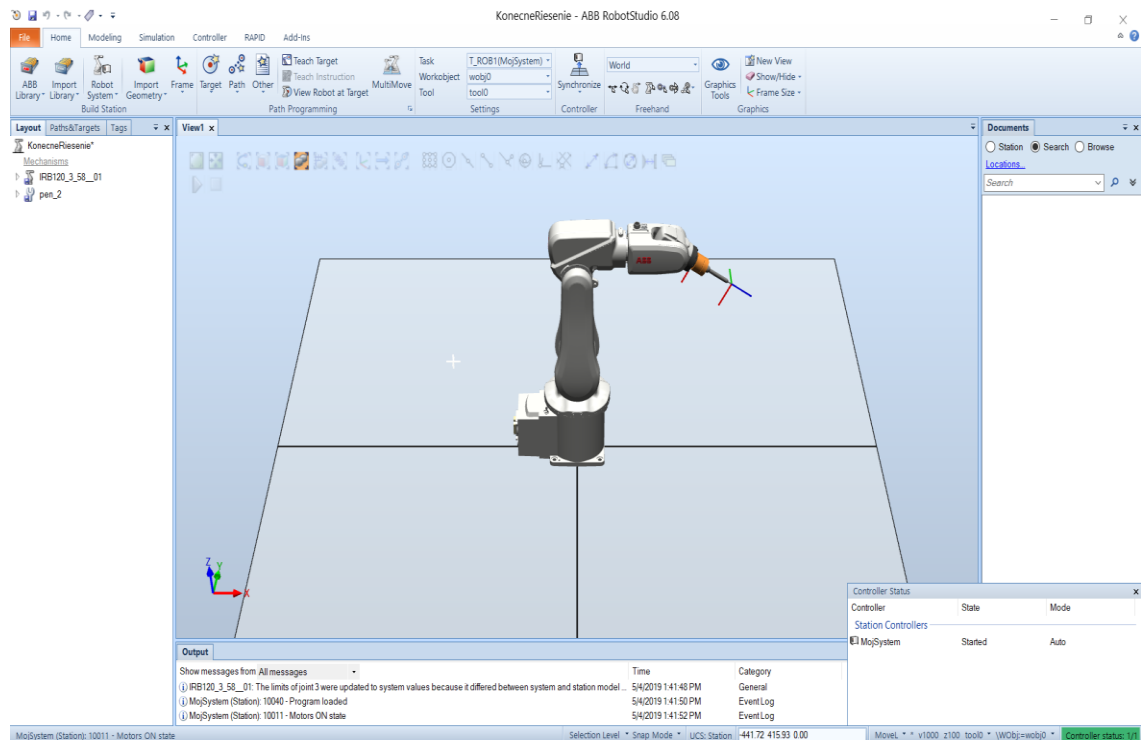 KonecneRiesenie - ABB RobotStudio 6.08
File Home Modeling Simulation Controller RAPID Add-Ins
ABB Library
Import Library
Robot System
Import Geometry
Build Station
Frame Target Path Other
Teach Target
Teach Instruction
View Robot at Target
MultiMove
Path Programming
Task T_ROB1(MojSystem)
Workobject wobj0
Tool tool0
Settings
Synchronize
Controller
World
Freehand
Graphics Tools
New View
Show/Hide
Frame Size
Graphics
Layout Paths&Targets Tags
KonecneRiesenie*
Mechanisms
IRB120_3_58__01
pen_2
View1 x
ABB
Z Y
X
Documents
Station Search Browse
Locations...
Search
Controller Status
Controller State Mode
Station Controllers
MojSystem Started Auto
Output
Show messages from All messages Time Category
IRB120_3_58__01: The limits of joint 3 were updated to system values because it differed between system and station model ... 5/4/2019 1:41:48 PM General
MojSystem (Station): 10040 - Program loaded 5/4/2019 1:41:50 PM Event Log
MojSystem (Station): 10011 - Motors ON state 5/4/2019 1:41:52 PM Event Log
MojSystem (Station): 10011 - Motors ON state Selection Level Snap Mode UCS: Station -441.72 415.93 0.00 MoveL * * v1000 z100 tool0 \WObj:=wobj0 Controller status: 1/1